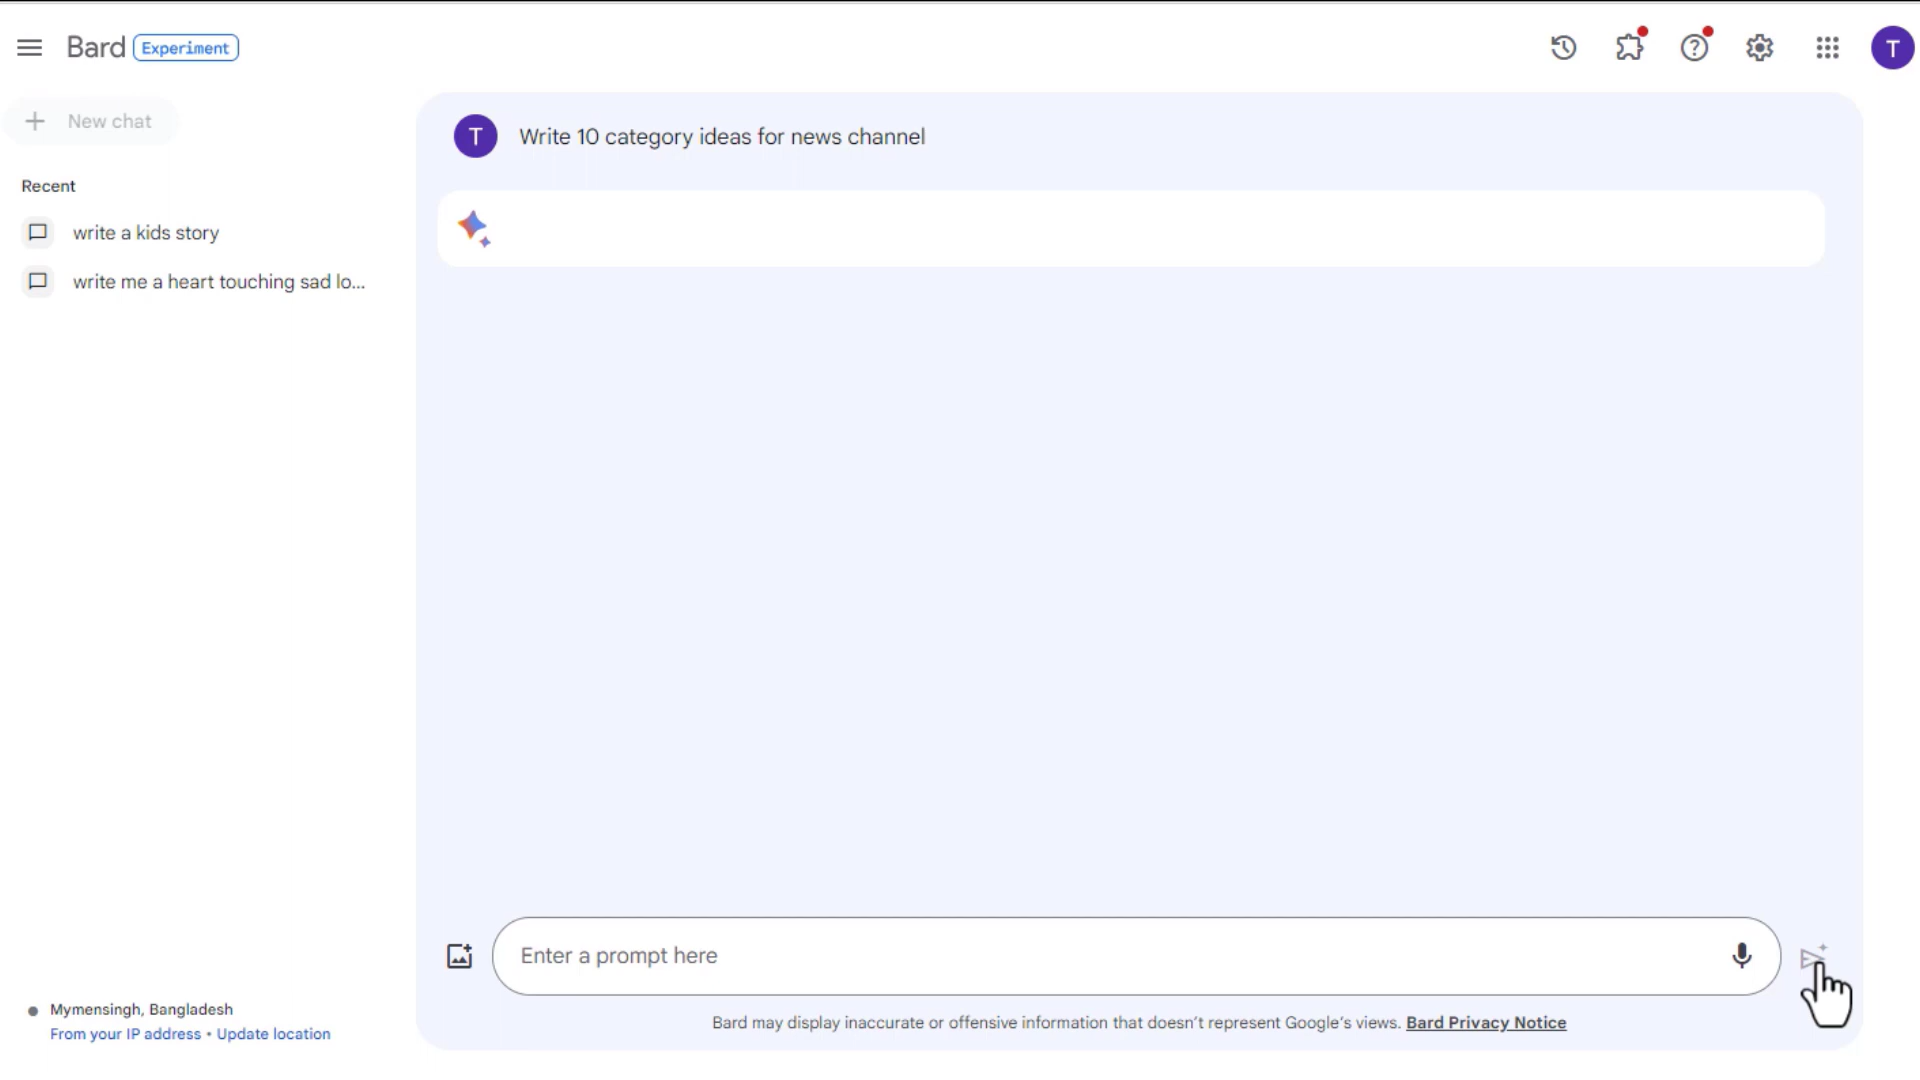 Bard Experiment
T
New chat
Recent
write a kids story
write me a heart touching sad lo...
T Write 10 category ideas for news channel
Enter a prompt here
Mymensingh, Bangladesh
From your IP address • Update location
Bard may display inaccurate or offensive information that doesn't represent Google's views. Bard Privacy Notice